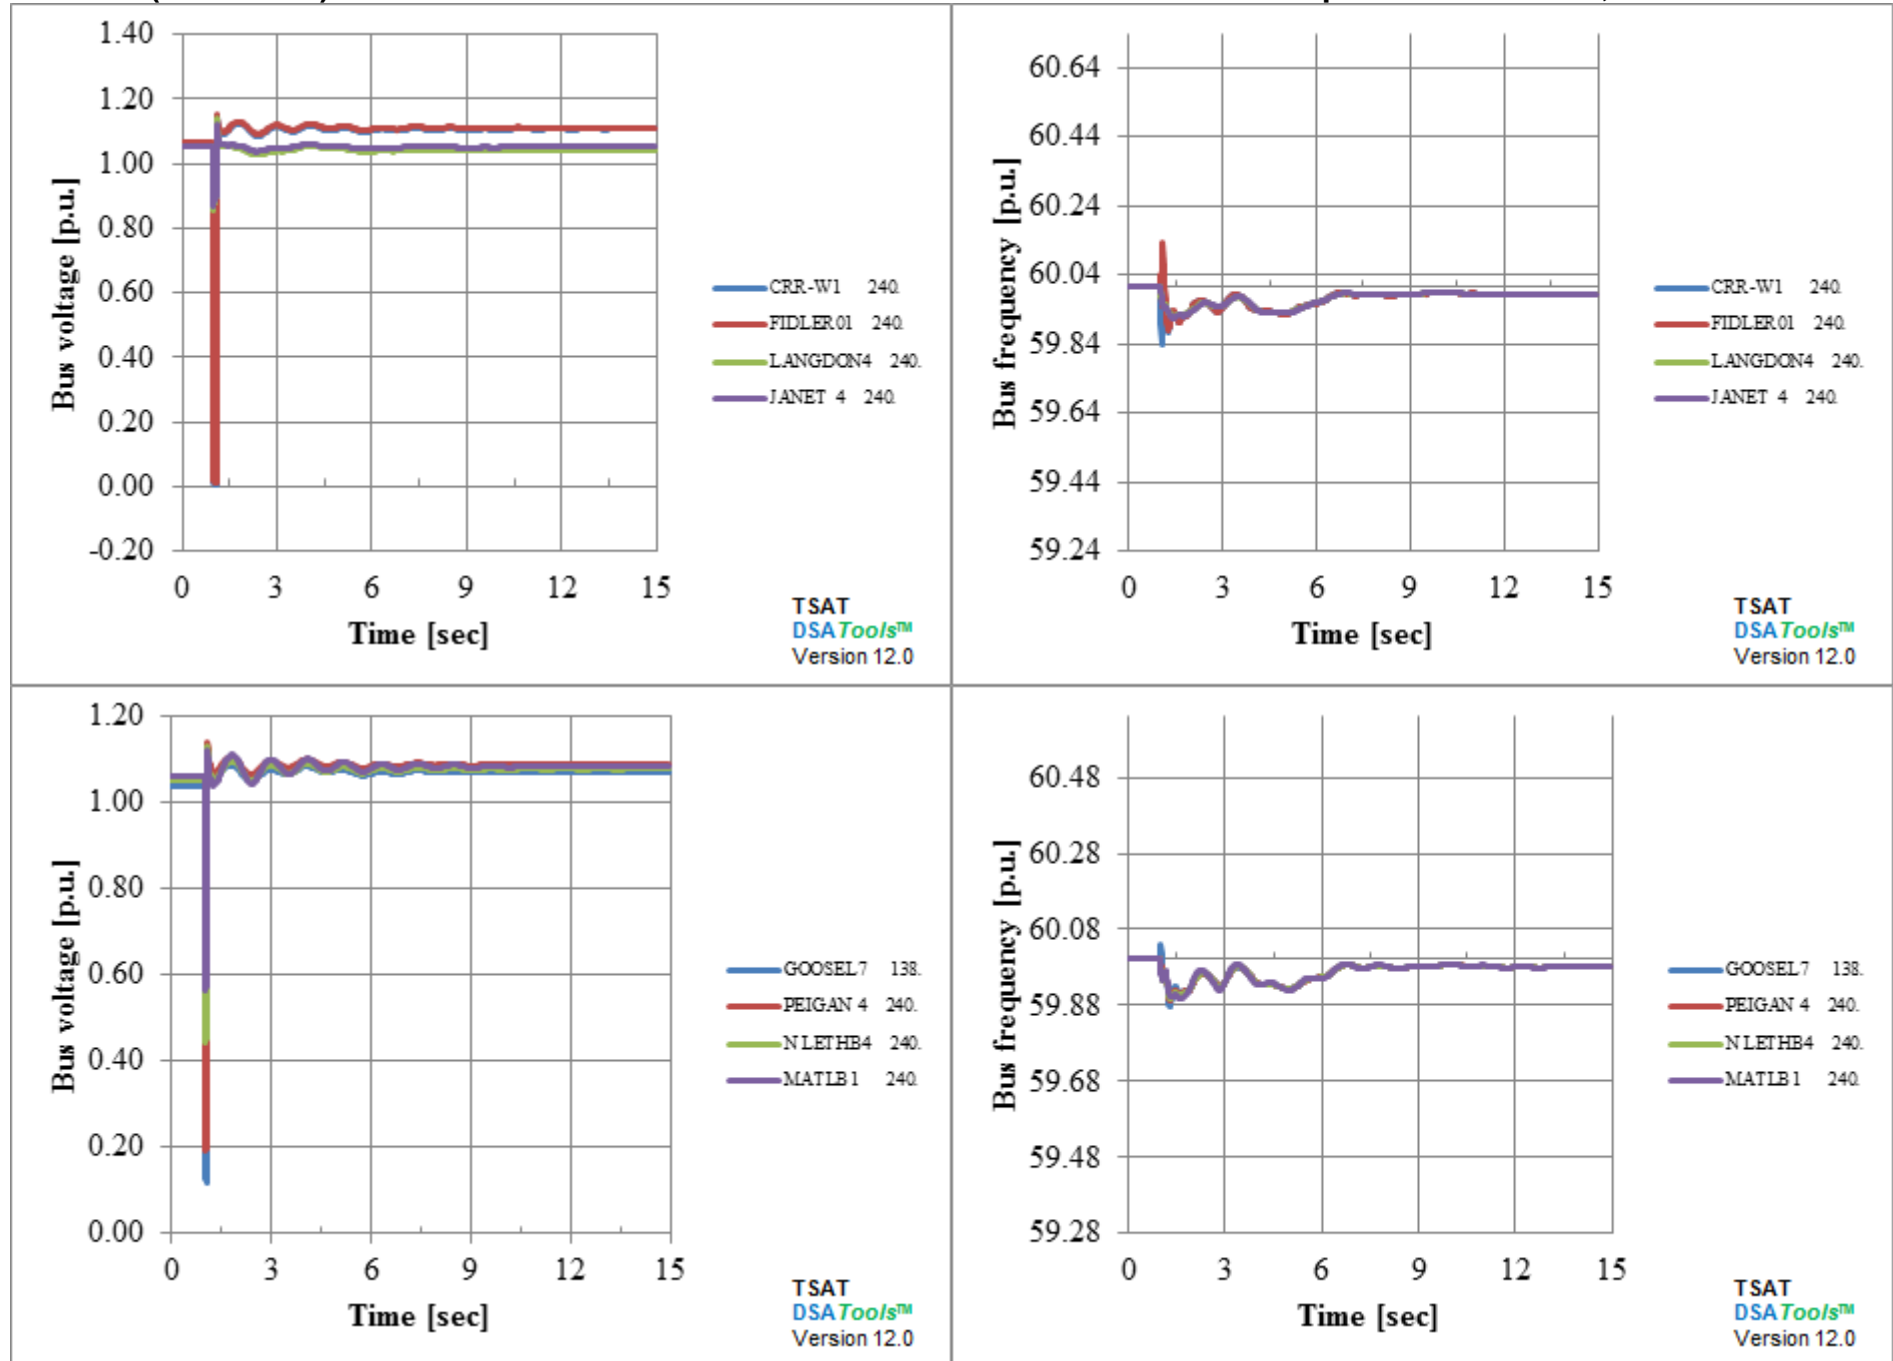 1.40
1.20
1.00
0.80
0.60
0.40
0.20
0.00
-0.20
Bus voltage [p.u.]
0 3 6 9 12 15
Time [sec]
CRR-W1 240.
FIDLER01 240.
LANGDON4 240.
JANET 4 240.
TSAT
DSATools™
Version 12.0
60.64
60.44
60.24
60.04
59.84
59.64
59.44
59.24
Bus frequency [p.u.]
0 3 6 9 12 15
Time [sec]
CRR-W1 240.
FIDLER01 240.
LANGDON4 240.
JANET 4 240.
TSAT
DSATools™
Version 12.0
1.20
1.00
0.80
0.60
0.40
0.20
0.00
Bus voltage [p.u.]
0 3 6 9 12 15
Time [sec]
GOOSEL7 138.
PEIGAN 4 240.
N LETHB4 240.
MATLB1 240.
TSAT
DSATools™
Version 12.0
60.48
60.28
60.08
59.88
59.68
59.48
59.28
Bus frequency [p.u.]
0 3 6 9 12 15
Time [sec]
GOOSEL7 138.
PEIGAN 4 240.
N LETHB4 240.
MATLB1 240.
TSAT
DSATools™
Version 12.0